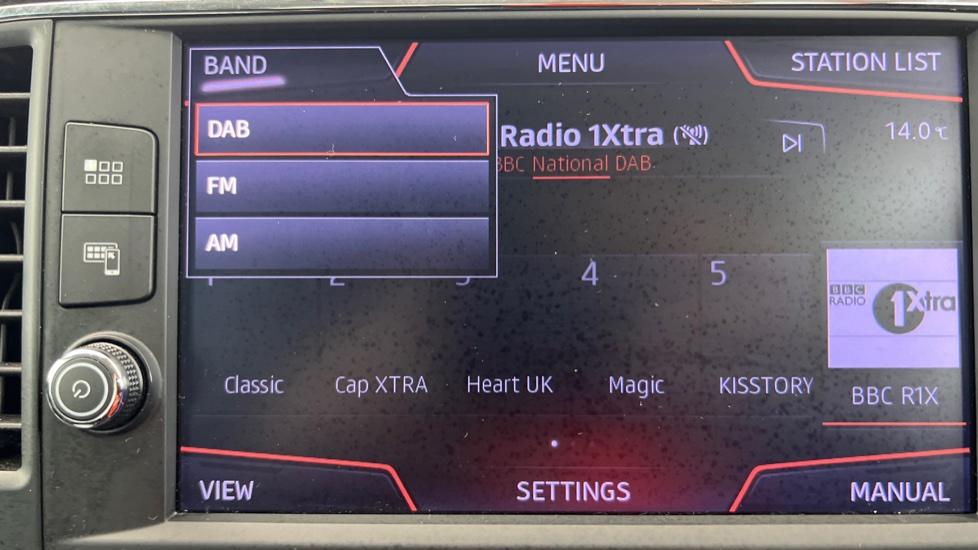 BAND
MENU
STATION LIST
DAB
Radio 1Xtra
14.0°C
National DAB
FM
AM
4
5
BBC
RADIO
1Xtra
Classic
Cap XTRA
Heart UK
Magic
KISSTORY
BBC R1X
VIEW
SETTINGS
MANUAL